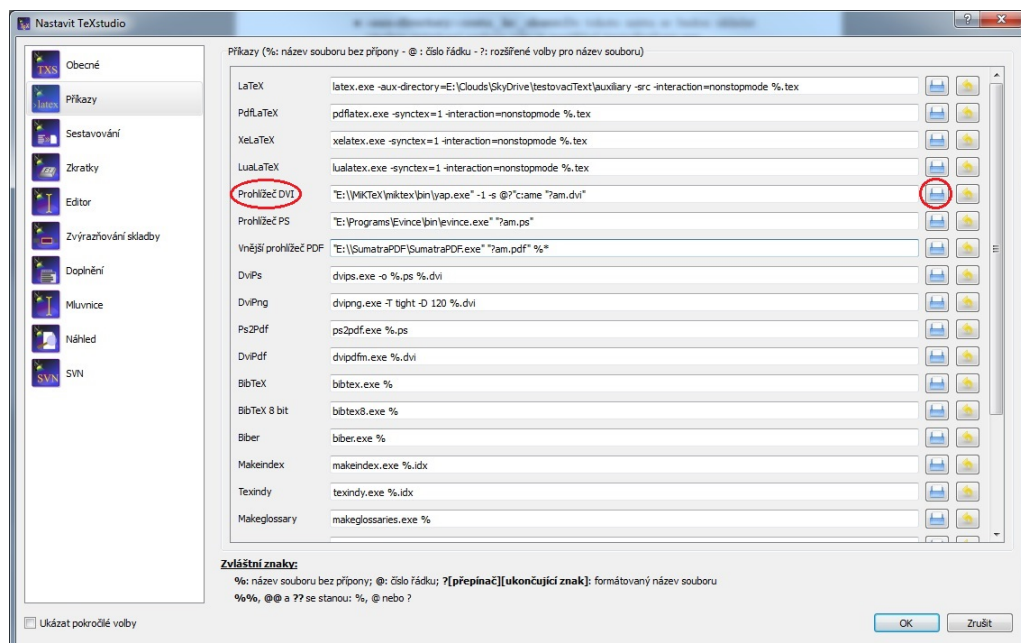 Nastavit TeXstudio
Obecné
Příkazy
Sestavování
Zkratky
Editor
Zvýrazňování skladby
Doplnění
Mluvnice
Náhled
SVN
Příkazy (%: název souboru bez přípony - @ : číslo řádku - ?: rozšířené volby pro název souboru)
LaTeX latex.exe -aux-directory=E:\Clouds\SkyDrive\testovaciText\auxiliary -src -interaction=nonstopmode %.tex
PdfLaTeX pdflatex.exe -synctex=1 -interaction=nonstopmode %.tex
XeLaTeX xelatex.exe -synctex=1 -interaction=nonstopmode %.tex
LuaLaTeX lualatex.exe -synctex=1 -interaction=nonstopmode %.tex
Prohlížeč DVI "E:\\MiKTeX\miktex\bin\yap.exe" -1 -s @?"c:ame "?am.dvi"
Prohlížeč PS "E:\Programs\Evince\bin\evince.exe" "?am.ps"
Vnější prohlížeč PDF "E:\\SumatraPDF\SumatraPDF.exe" "?am.pdf" %*
DviPs dvips.exe -o %.ps %.dvi
DviPng dvipng.exe -T tight -D 120 %.dvi
Ps2Pdf ps2pdf.exe %.ps
DviPdf dvipdfm.exe %.dvi
BibTeX bibtex.exe %
BibTeX 8 bit bibtex8.exe %
Biber biber.exe %
Makeindex makeindex.exe %.idx
Texindy texindy.exe %.idx
Makeglossary makeglossaries.exe %
Zvláštní znaky:
%: název souboru bez přípony; @: číslo řádku; ?[přepínač][ukončující znak]: formátovaný název souboru
%%, @@ a ?? se stanou: %, @ nebo ?
Ukázat pokročilé volby
OK Zrušit